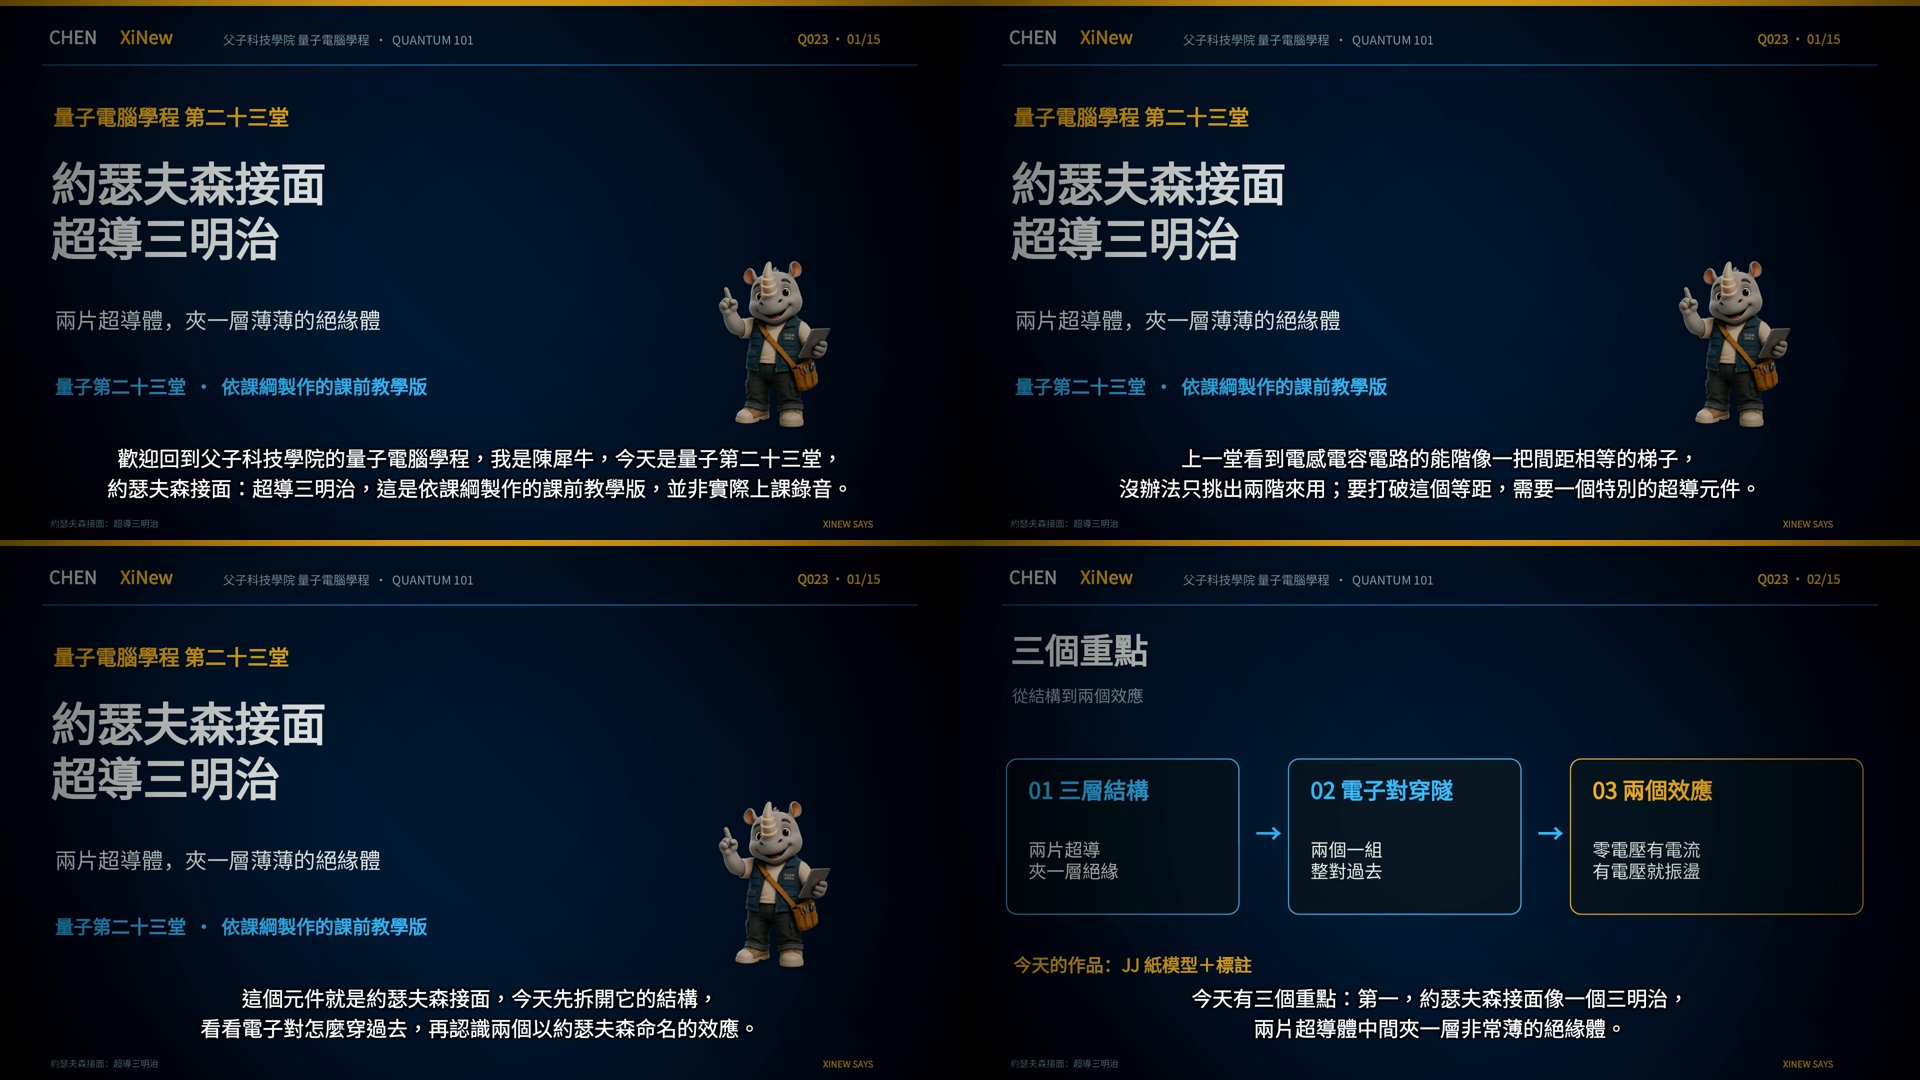 CHEN XiNew 父子科技學院 量子電腦學程 · QUANTUM 101 Q023 · 01/15
量子電腦學程 第二十三堂
約瑟夫森接面
超導三明治
兩片超導體，夾一層薄薄的絕緣體
量子第二十三堂 · 依課綱製作的課前教學版
歡迎回到父子科技學院的量子電腦學程，我是陳犀牛，今天是量子第二十三堂，
約瑟夫森接面：超導三明治，這是依課綱製作的課前教學版，並非實際上課錄音。
約瑟夫森接面：超導三明治 XINEW SAYS
CHEN XiNew 父子科技學院 量子電腦學程 · QUANTUM 101 Q023 · 01/15
量子電腦學程 第二十三堂
約瑟夫森接面
超導三明治
兩片超導體，夾一層薄薄的絕緣體
量子第二十三堂 · 依課綱製作的課前教學版
上一堂看到電感電容電路的能階像一把間距相等的梯子，
沒辦法只挑出兩階來用；要打破這個等距，需要一個特別的超導元件。
約瑟夫森接面：超導三明治 XINEW SAYS
CHEN XiNew 父子科技學院 量子電腦學程 · QUANTUM 101 Q023 · 01/15
量子電腦學程 第二十三堂
約瑟夫森接面
超導三明治
兩片超導體，夾一層薄薄的絕緣體
量子第二十三堂 · 依課綱製作的課前教學版
這個元件就是約瑟夫森接面，今天先拆開它的結構，
看看電子對怎麼穿過去，再認識兩個以約瑟夫森命名的效應。
約瑟夫森接面：超導三明治 XINEW SAYS
CHEN XiNew 父子科技學院 量子電腦學程 · QUANTUM 101 Q023 · 02/15
三個重點
從結構到兩個效應
01 三層結構
兩片超導
夾一層絕緣
→
02 電子對穿隧
兩個一組
整對過去
→
03 兩個效應
零電壓有電流
有電壓就振盪
今天的作品：JJ 紙模型＋標註
今天有三個重點：第一，約瑟夫森接面像一個三明治，
兩片超導體中間夾一層非常薄的絕緣體。
約瑟夫森接面：超導三明治 XINEW SAYS